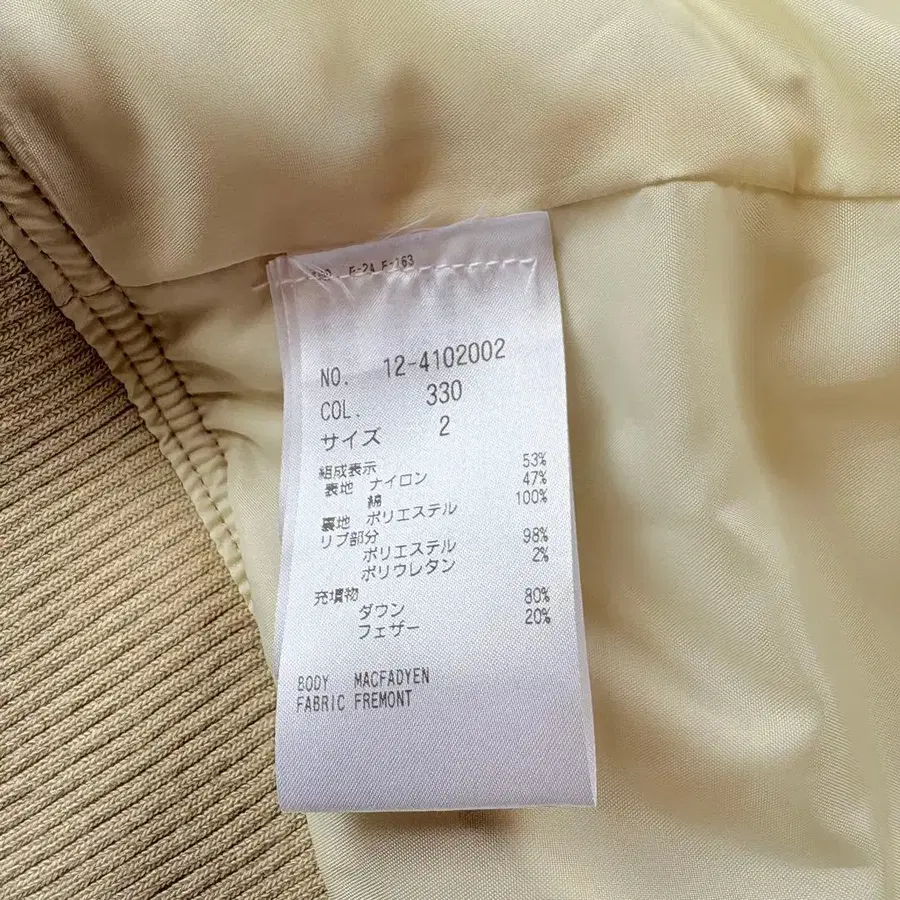 F-2A F-163
NO. 12-4102002
COL. 330
サイズ 2
組成表示
表地 ナイロン 53%
綿 47%
裏地 ポリエステル 100%
リブ部分
ポリエステル 98%
ポリウレタン 2%
充填物
ダウン 80%
フェザー 20%
BODY MACFADYEN
FABRIC FREMONT